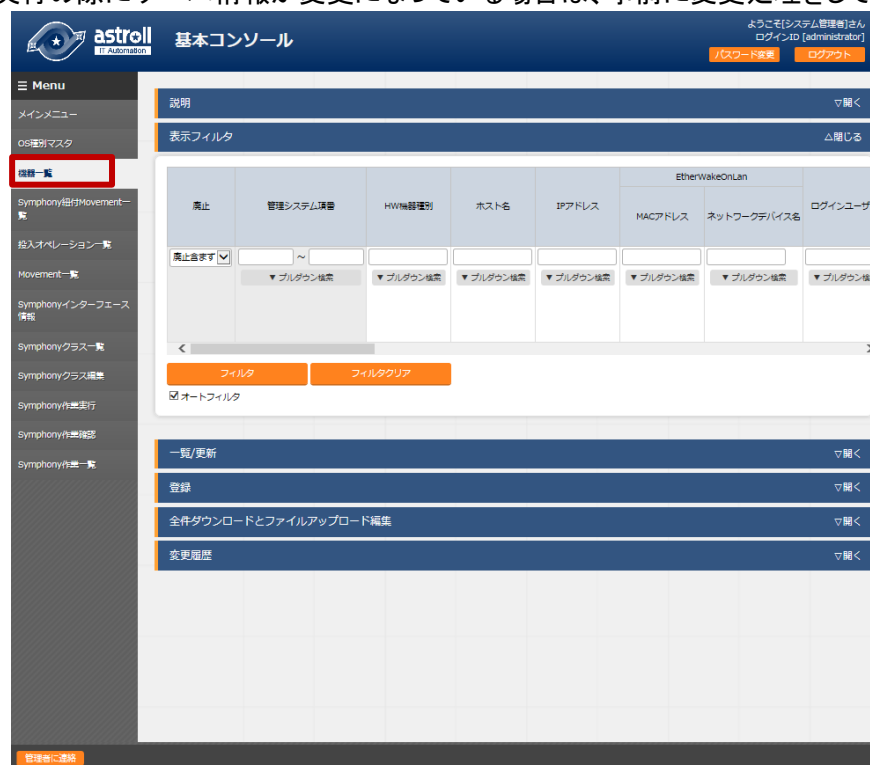 astroll
IT Automation
基本コンソール
ようこそ[システム管理者]さん
ログインID [administrator]
パスワード変更 ログアウト
☰ Menu
メインメニュー
OS種別マスタ
機器一覧
Symphony紐付Movement一
覧
投入オペレーション一覧
Movement一覧
Symphonyインターフェース
情報
Symphonyクラス一覧
Symphonyクラス編集
Symphony作業実行
Symphony作業確認
Symphony作業一覧
説明 ▽開く
表示フィルタ △閉じる
EtherWakeOnLan
廃止 管理システム項番 HW機器種別 ホスト名 IPアドレス MACアドレス ネットワークデバイス名 ログインユーザ
廃止含まず ～
▼ プルダウン検索 ▼ プルダウン検索 ▼ プルダウン検索 ▼ プルダウン検索 ▼ プルダウン検索 ▼ プルダウン検索 ▼ プルダウン検
フィルタ フィルタクリア
オートフィルタ
一覧/更新 ▽開く
登録 ▽開く
全件ダウンロードとファイルアップロード編集 ▽開く
変更履歴 ▽開く
管理者に連絡